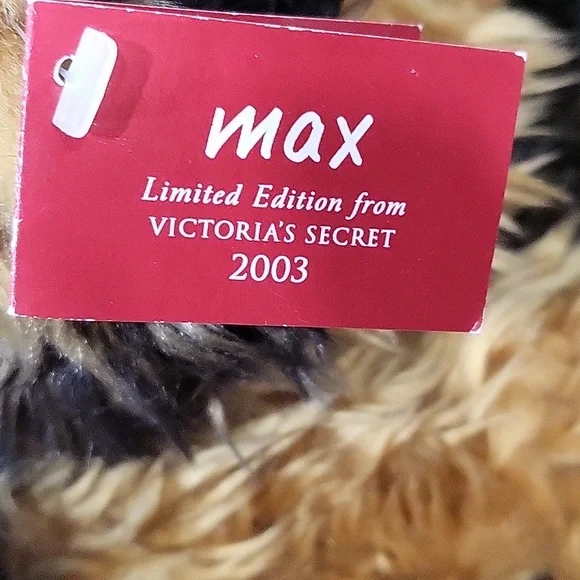 max
Limited Edition from
VICTORIA'S SECRET
2003